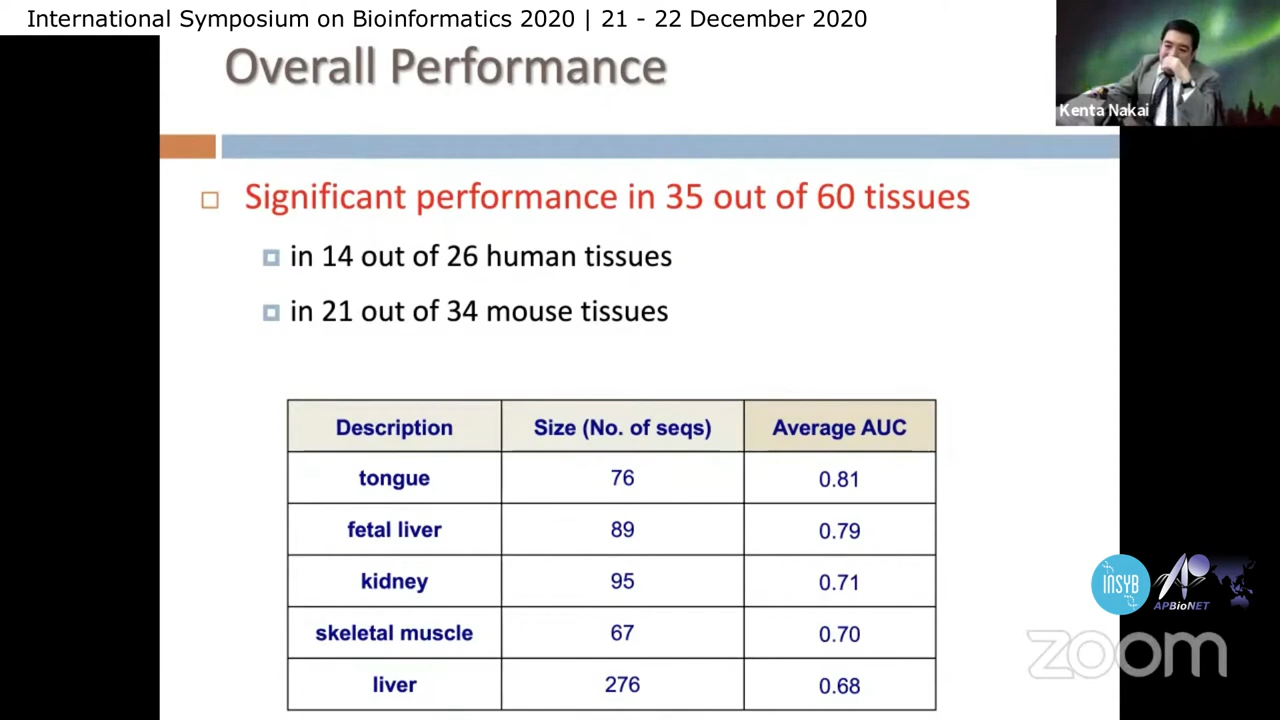 International Symposium on Bioinformatics 2020 | 21 - 22 December 2020
Overall Performance
Kenta Nakai
Significant performance in 35 out of 60 tissues
in 14 out of 26 human tissues
in 21 out of 34 mouse tissues
Description Size (No. of seqs) Average AUC
tongue 76 0.81
fetal liver 89 0.79
kidney 95 0.71
skeletal muscle 67 0.70
liver 276 0.68
INSYB
APBioNET
zoom